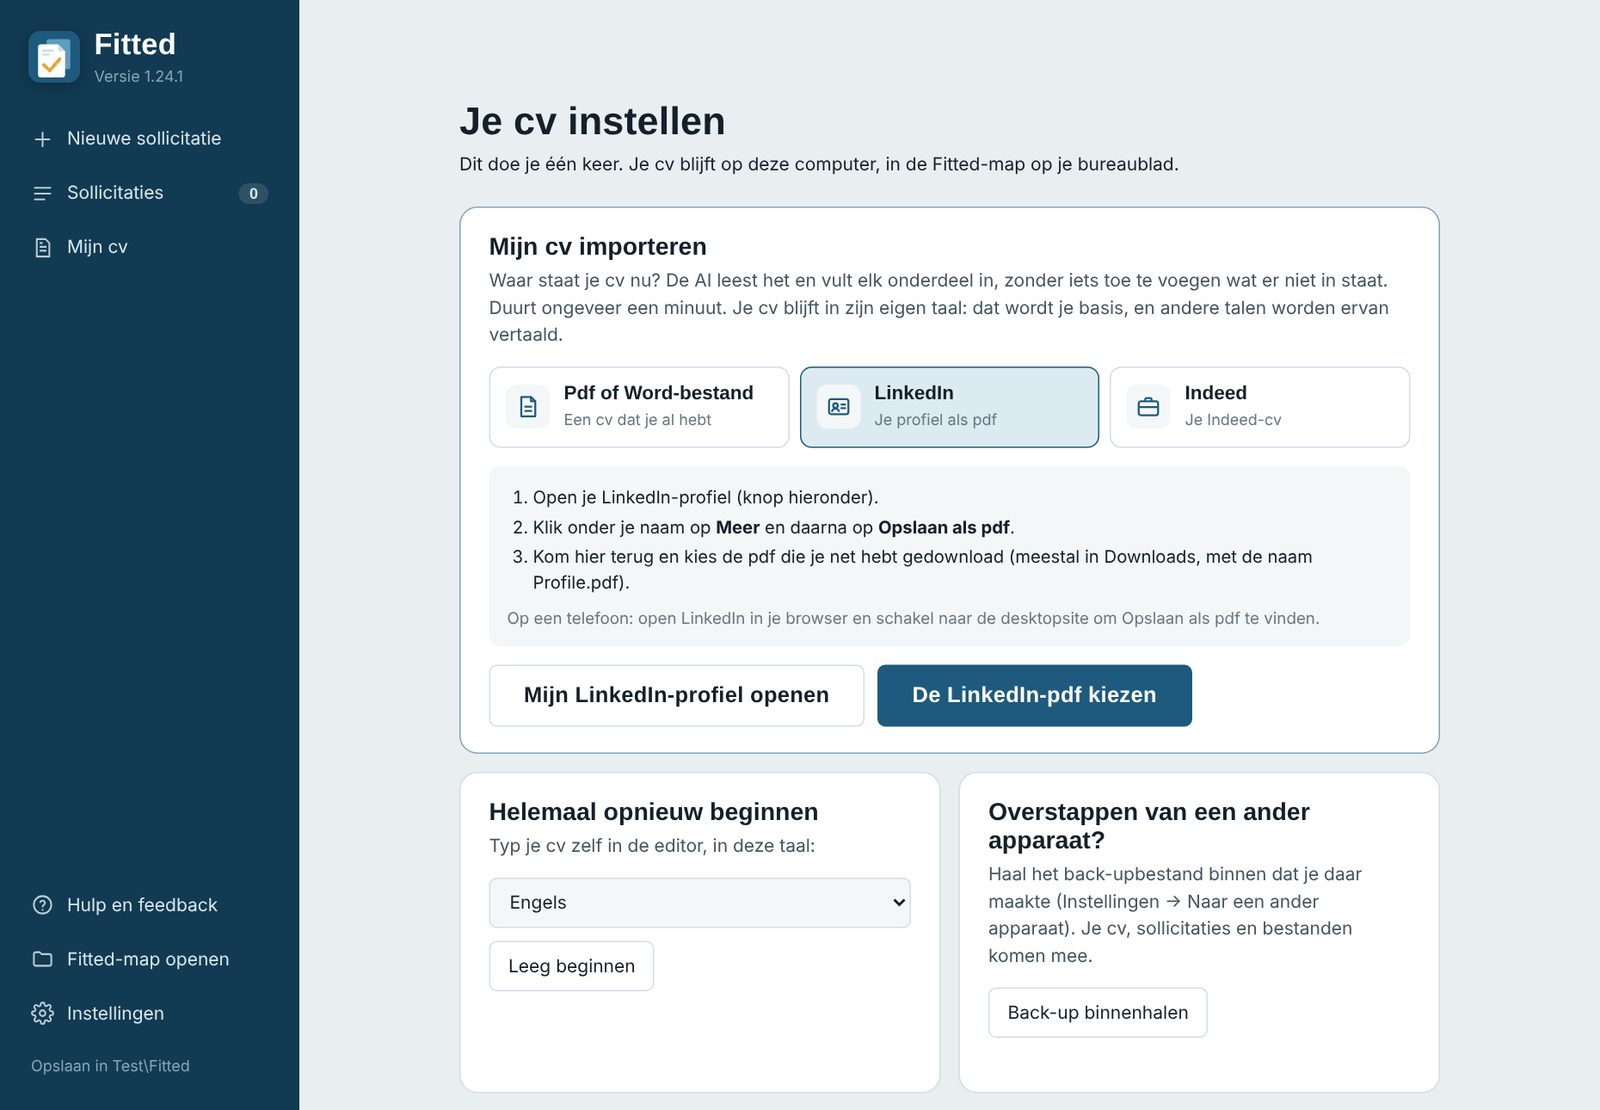 Fitted
Versie 1.24.1
Nieuwe sollicitatie
Sollicitaties 0
Mijn cv
Hulp en feedback
Fitted-map openen
Instellingen
Opslaan in Test\Fitted
Je cv instellen
Dit doe je één keer. Je cv blijft op deze computer, in de Fitted-map op je bureaublad.
Mijn cv importeren
Waar staat je cv nu? De AI leest het en vult elk onderdeel in, zonder iets toe te voegen wat er niet in staat.
Duurt ongeveer een minuut. Je cv blijft in zijn eigen taal: dat wordt je basis, en andere talen worden ervan
vertaald.
Pdf of Word-bestand
Een cv dat je al hebt
LinkedIn
Je profiel als pdf
Indeed
Je Indeed-cv
1. Open je LinkedIn-profiel (knop hieronder).
2. Klik onder je naam op Meer en daarna op Opslaan als pdf.
3. Kom hier terug en kies de pdf die je net hebt gedownload (meestal in Downloads, met de naam
Profile.pdf).
Op een telefoon: open LinkedIn in je browser en schakel naar de desktopsite om Opslaan als pdf te vinden.
Mijn LinkedIn-profiel openen
De LinkedIn-pdf kiezen
Helemaal opnieuw beginnen
Typ je cv zelf in de editor, in deze taal:
Engels
Leeg beginnen
Overstappen van een ander
apparaat?
Haal het back-upbestand binnen dat je daar
maakte (Instellingen → Naar een ander
apparaat). Je cv, sollicitaties en bestanden
komen mee.
Back-up binnenhalen